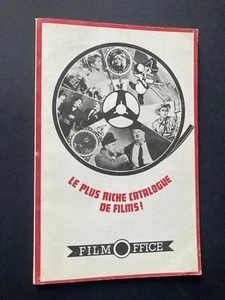 LE PLUS RICHE CATALOGUE
DE FILMS!
FILM OFFICE